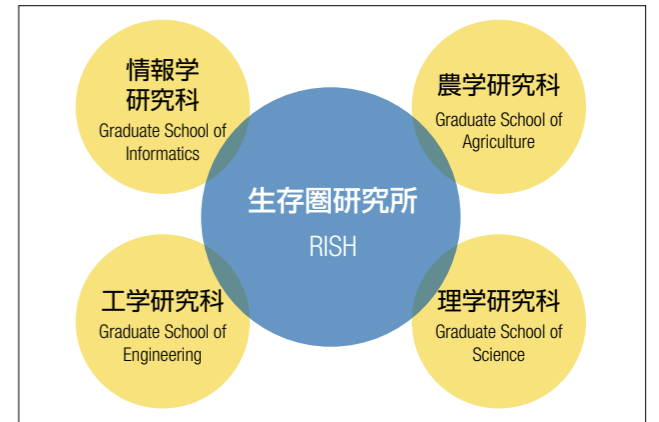 情報学
研究科
Graduate School of
Informatics
農学研究科
Graduate School of
Agriculture
生存圏研究所
RISH
工学研究科
Graduate School of
Engineering
理学研究科
Graduate School of
Science